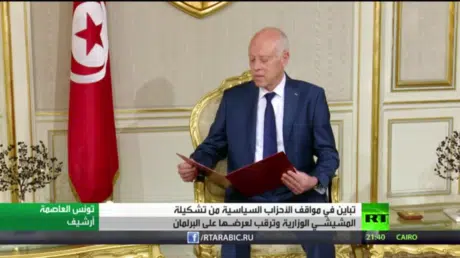 تباين في مواقف الأحزاب السياسية من تشكيلة
المشيشي الوزارية وترقب لعرضها على البرلمان
تونس العاصمة
أرشيف
RT
/RTARABIC.RU
21:40 CAIRO